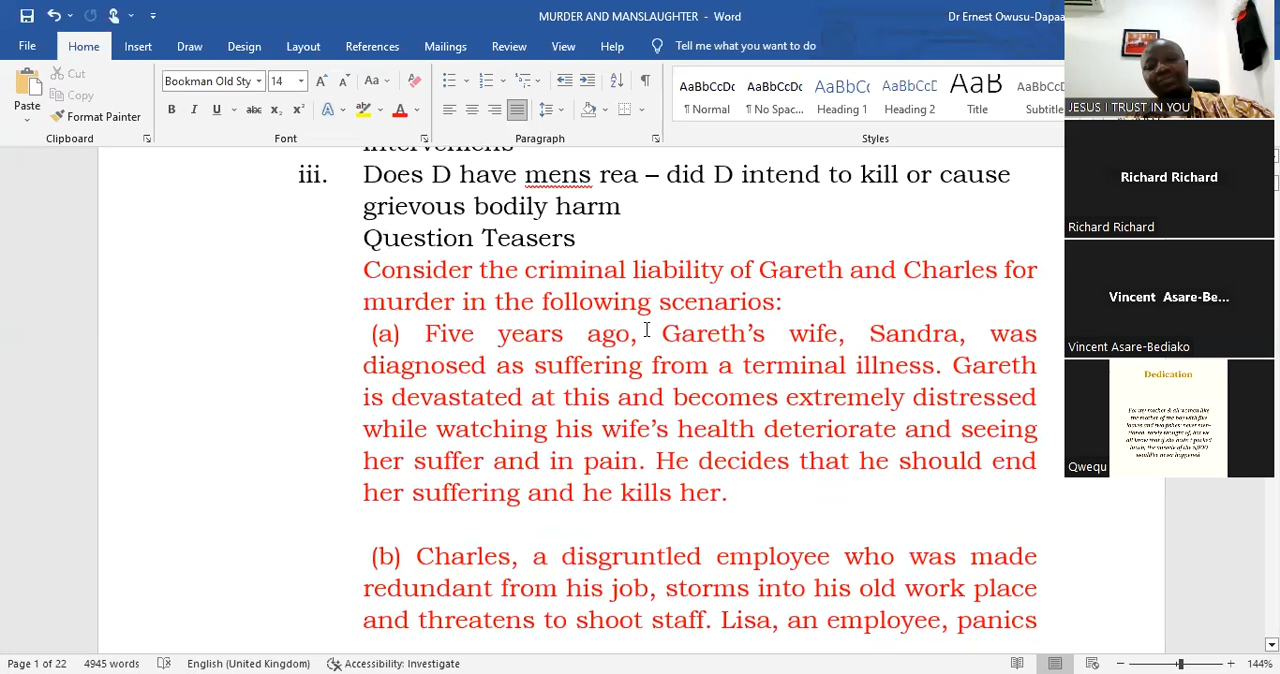 MURDER AND MANSLAUGHTER - Word
Dr Ernest Owusu-Dapaa
File Home Insert Draw Design Layout References Mailings Review View Help Tell me what you want to do
Paste
Cut
Copy
Format Painter
Clipboard
Bookman Old Sty 14
Font
Paragraph
AaBbCcDc AaBbCcDc AaBbCcD AaBbCcD AaB AaBbCcD
¶ Normal ¶ No Spac... Heading 1 Heading 2 Title Subtitle
Styles
JESUS I TRUST IN YOU
Richard Richard
Richard Richard
Vincent Asare-Be...
Vincent Asare-Bediako
Dedication
Qwequ
iii. Does D have mens rea – did D intend to kill or cause
grievous bodily harm
Question Teasers
Consider the criminal liability of Gareth and Charles for
murder in the following scenarios:
(a) Five years ago, Gareth's wife, Sandra, was
diagnosed as suffering from a terminal illness. Gareth
is devastated at this and becomes extremely distressed
while watching his wife's health deteriorate and seeing
her suffer and in pain. He decides that he should end
her suffering and he kills her.
(b) Charles, a disgruntled employee who was made
redundant from his job, storms into his old work place
and threatens to shoot staff. Lisa, an employee, panics
Page 1 of 22 4945 words English (United Kingdom) Accessibility: Investigate 144%